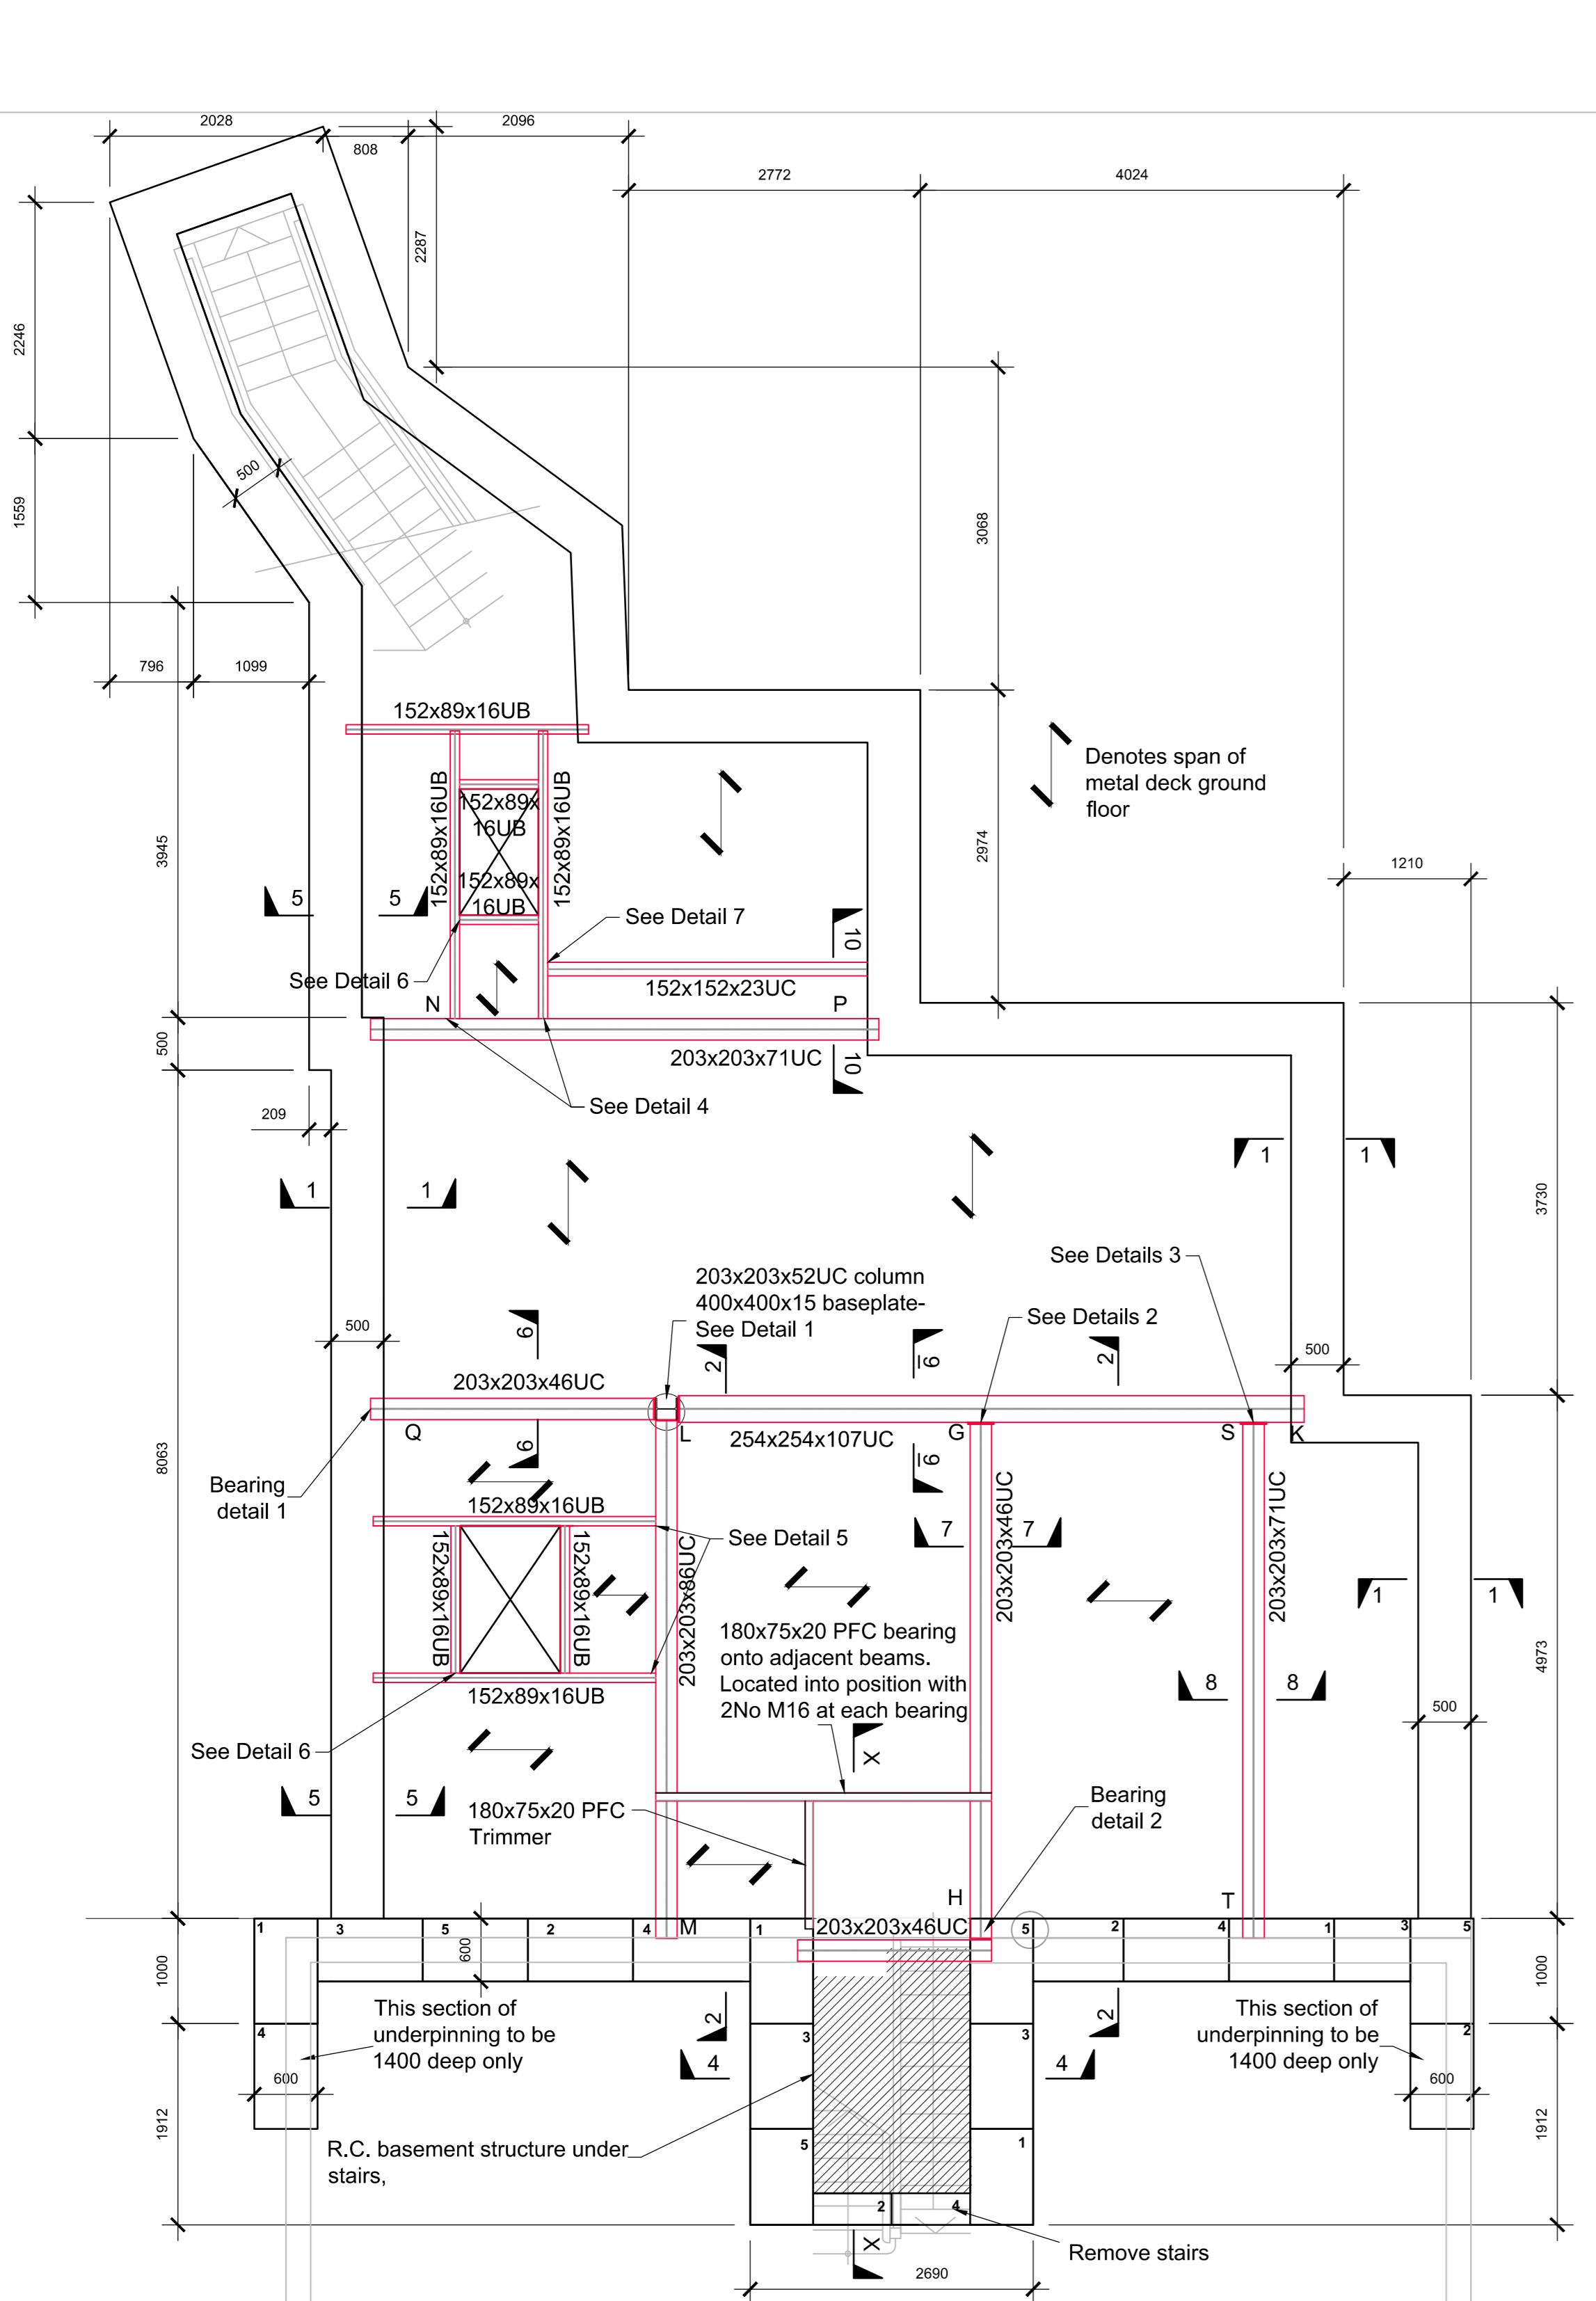 2028
808
2096
2772
4024
2287
2246
500
1559
3068
796
1099
152x89x16UB
Denotes span of
metal deck ground
floor
152x89x16UB
152x89x
16UB
152x89x16UB
152x89x
16UB
3945
2974
1210
5
5
See Detail 7
10
See Detail 6
152x152x23UC
N
P
203x203x71UC
10
500
See Detail 4
209
1
1
1
1
3730
See Details 3
203x203x52UC column
400x400x15 baseplate-
See Detail 1
See Details 2
9
2
9
2
500
500
203x203x46UC
Q
L
254x254x107UC
G
S
K
9
9
8063
Bearing
detail 1
152x89x16UB
See Detail 5
7
7
203x203x46UC
203x203x71UC
152x89x16UB
152x89x16UB
203x203x86UC
1
1
180x75x20 PFC bearing
onto adjacent beams.
Located into position with
2No M16 at each bearing
4973
152x89x16UB
8
8
500
See Detail 6
X
5
5
180x75x20 PFC
Trimmer
Bearing
detail 2
H
T
1
3
5
2
4
M
1
203x203x46UC
5
2
4
1
3
5
600
1000
1000
This section of
underpinning to be
1400 deep only
This section of
underpinning to be
1400 deep only
2
2
4
3
3
2
4
4
600
600
1912
1912
R.C. basement structure under
stairs,
5
1
2
4
X
Remove stairs
2690